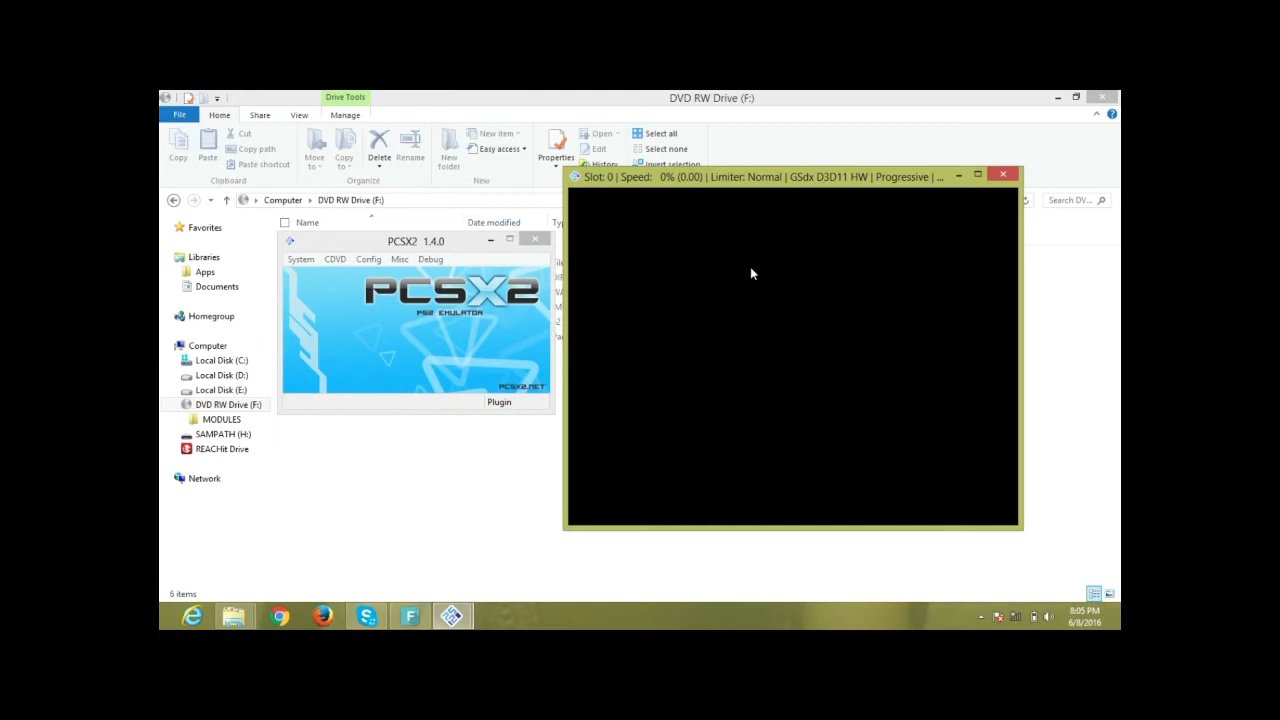 Drive Tools
DVD RW Drive (F:)
File
Home
Share
View
Manage
Copy
Paste
Cut
Copy path
Paste shortcut
Clipboard
Move to
Copy to
Delete
Rename
Organize
New folder
New item
Easy access
New
Properties
Open
Edit
History
Select all
Select none
Invert selection
Computer
DVD RW Drive (F:)
Search DV...
Name
Date modified
Favorites
Libraries
Apps
Documents
Homegroup
Computer
Local Disk (C:)
Local Disk (D:)
Local Disk (E:)
DVD RW Drive (F:)
MODULES
SAMPATH (H:)
REACHit Drive
Network
PCSX2 1.4.0
System
CDVD
Config
Misc
Debug
PCSX2
PS2 EMULATOR
PCSX2.NET
Plugin
Slot: 0 | Speed: 0% (0.00) | Limiter: Normal | GSdx D3D11 HW | Progressive | ...
6 items
8:05 PM
6/8/2016